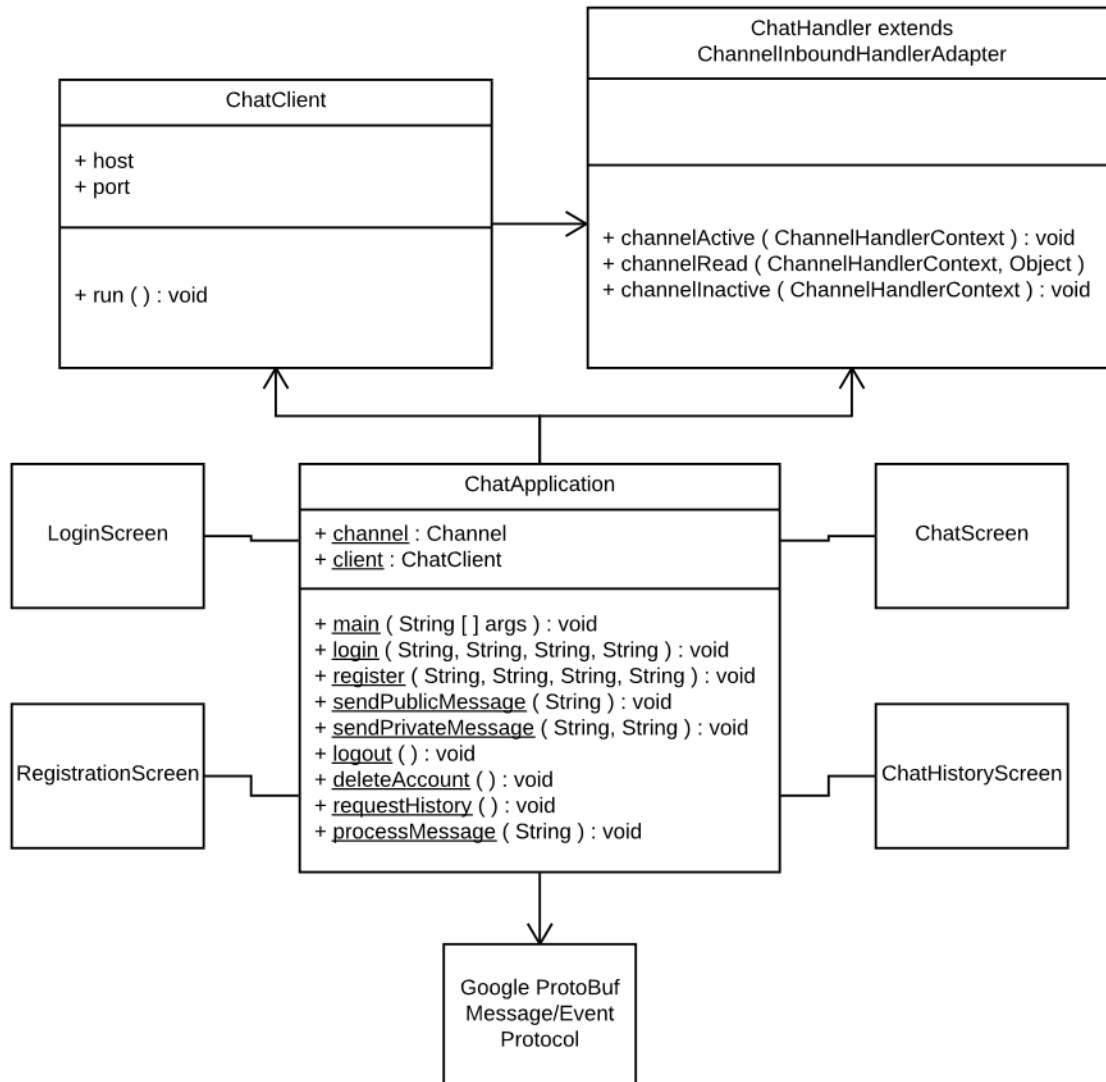 ChatHandler extends
ChannelInboundHandlerAdapter
ChatClient
+ host
+ port
+ run ( ) : void
+ channelActive ( ChannelHandlerContext ) : void
+ channelRead ( ChannelHandlerContext, Object )
+ channelInactive ( ChannelHandlerContext ) : void
LoginScreen
ChatApplication
+ channel : Channel
+ client : ChatClient
+ main ( String [ ] args ) : void
+ login ( String, String, String, String ) : void
+ register ( String, String, String, String ) : void
+ sendPublicMessage ( String ) : void
+ sendPrivateMessage ( String, String ) : void
+ logout ( ) : void
+ deleteAccount ( ) : void
+ requestHistory ( ) : void
+ processMessage ( String ) : void
ChatScreen
RegistrationScreen
ChatHistoryScreen
Google ProtoBuf
Message/Event
Protocol